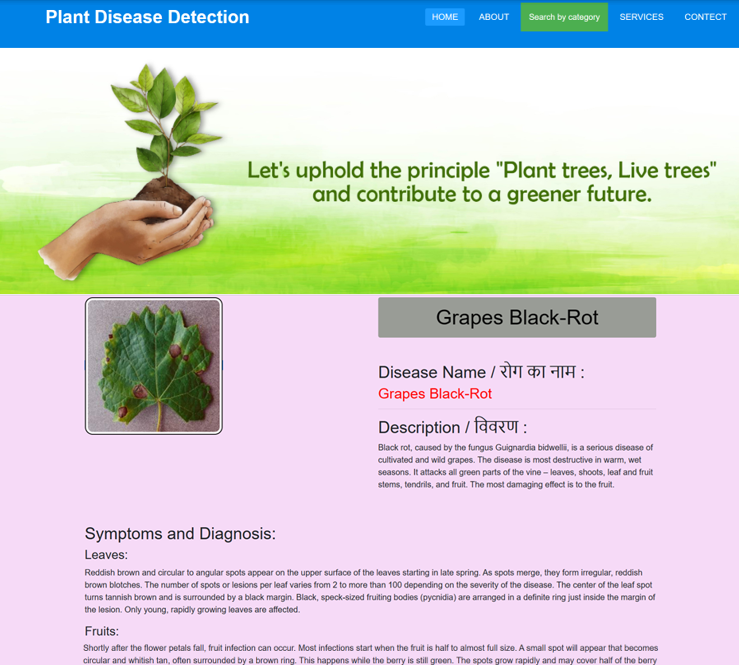 Plant Disease Detection
HOME ABOUT Search by category SERVICES CONTECT
Let's uphold the principle "Plant trees, Live trees"
and contribute to a greener future.
Grapes Black-Rot
Disease Name / रोग का नाम :
Grapes Black-Rot
Description / विवरण :
Black rot, caused by the fungus Guignardia bidwellii, is a serious disease of
cultivated and wild grapes. The disease is most destructive in warm, wet
seasons. It attacks all green parts of the vine – leaves, shoots, leaf and fruit
stems, tendrils, and fruit. The most damaging effect is to the fruit.
Symptoms and Diagnosis:
Leaves:
Reddish brown and circular to angular spots appear on the upper surface of the leaves starting in late spring. As spots merge, they form irregular, reddish
brown blotches. The number of spots or lesions per leaf varies from 2 to more than 100 depending on the severity of the disease. The center of the leaf spot
turns tannish brown and is surrounded by a black margin. Black, speck-sized fruiting bodies (pycnidia) are arranged in a definite ring just inside the margin of
the lesion. Only young, rapidly growing leaves are affected.
Fruits:
Shortly after the flower petals fall, fruit infection can occur. Most infections start when the fruit is half to almost full size. A small spot will appear that becomes
circular and whitish tan, often surrounded by a brown ring. This happens while the berry is still green. The spots grow rapidly and may cover half of the berry